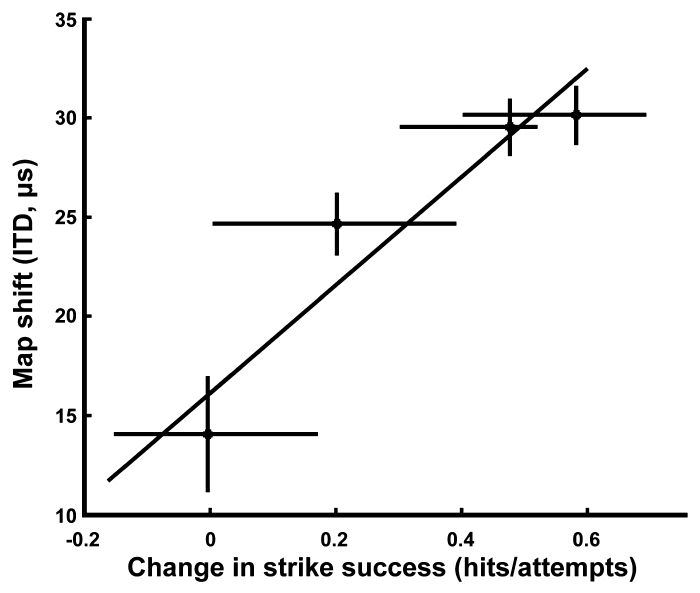 35
30
25
20
15
10
Map shift (ITD, μs)
-0.2 0 0.2 0.4 0.6
Change in strike success (hits/attempts)